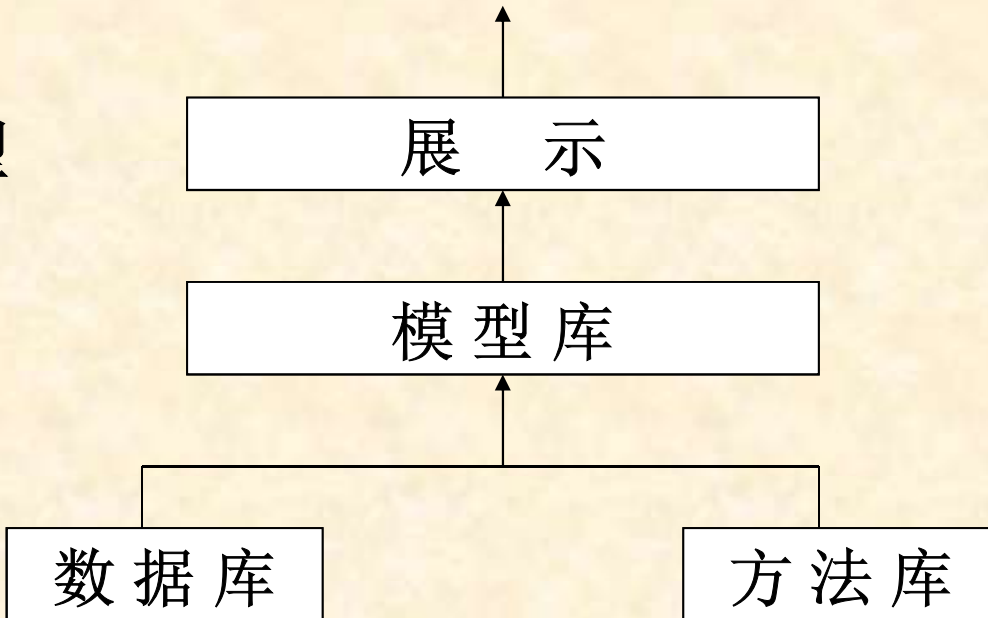 展 示
模 型 库
数 据 库
方 法 库